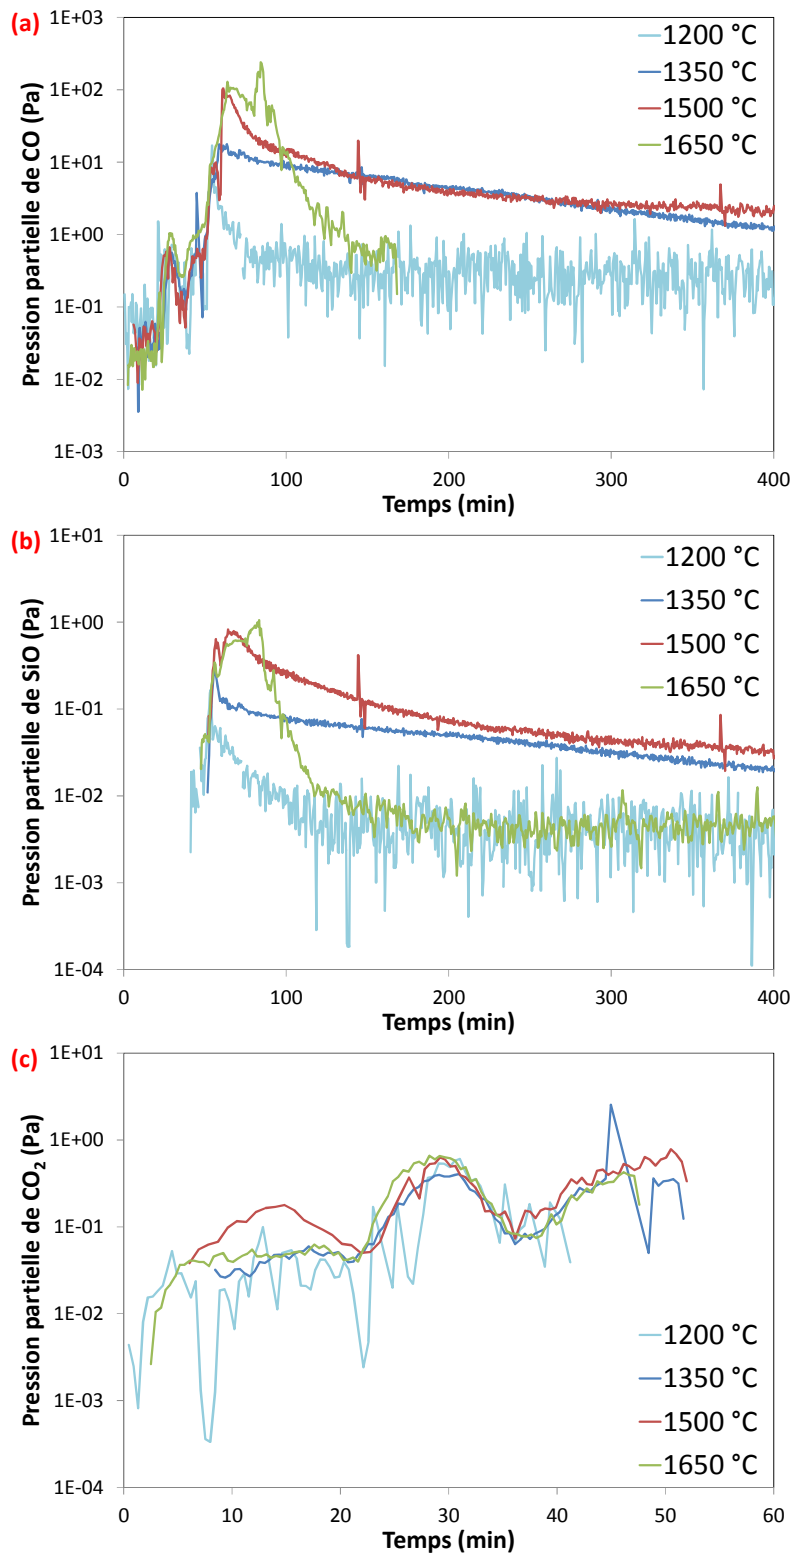 (a)
Pression partielle de CO (Pa)
1E+03
1E+02
1E+01
1E+00
1E-01
1E-02
1E-03
1200 °C
1350 °C
1500 °C
1650 °C
0 100 200 300 400
Temps (min)
(b)
Pression partielle de SiO (Pa)
1E+01
1E+00
1E-01
1E-02
1E-03
1E-04
1200 °C
1350 °C
1500 °C
1650 °C
0 100 200 300 400
Temps (min)
(c)
Pression partielle de CO₂ (Pa)
1E+01
1E+00
1E-01
1E-02
1E-03
1E-04
1200 °C
1350 °C
1500 °C
1650 °C
0 10 20 30 40 50 60
Temps (min)